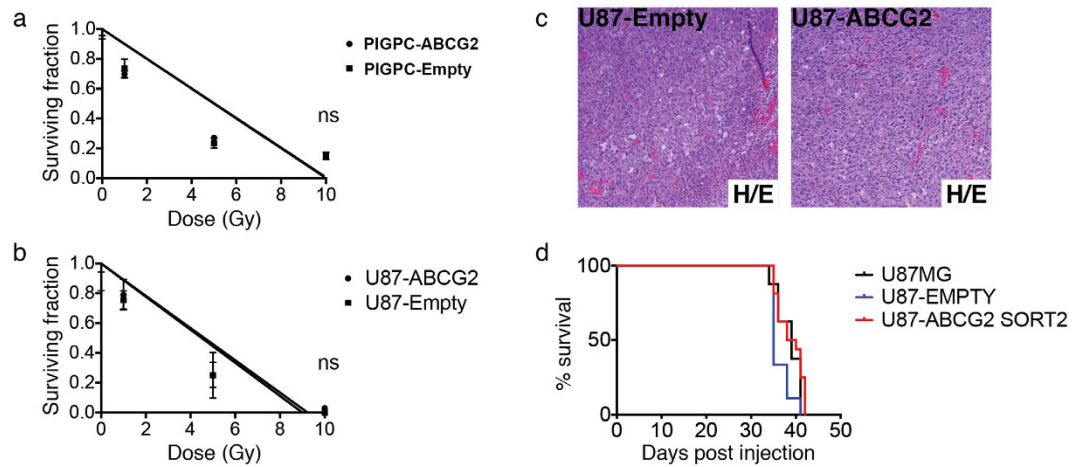 a
1.0
0.8
0.6
0.4
0.2
0.0
Surviving fraction
0 2 4 6 8 10
Dose (Gy)
ns
PIGPC-ABCG2
PIGPC-Empty
b
1.0
0.8
0.6
0.4
0.2
0.0
Surviving fraction
0 2 4 6 8 10
Dose (Gy)
ns
U87-ABCG2
U87-Empty
c
U87-Empty
H/E
U87-ABCG2
H/E
d
100
50
0
% survival
0 10 20 30 40 50
Days post injection
U87MG
U87-EMPTY
U87-ABCG2 SORT2